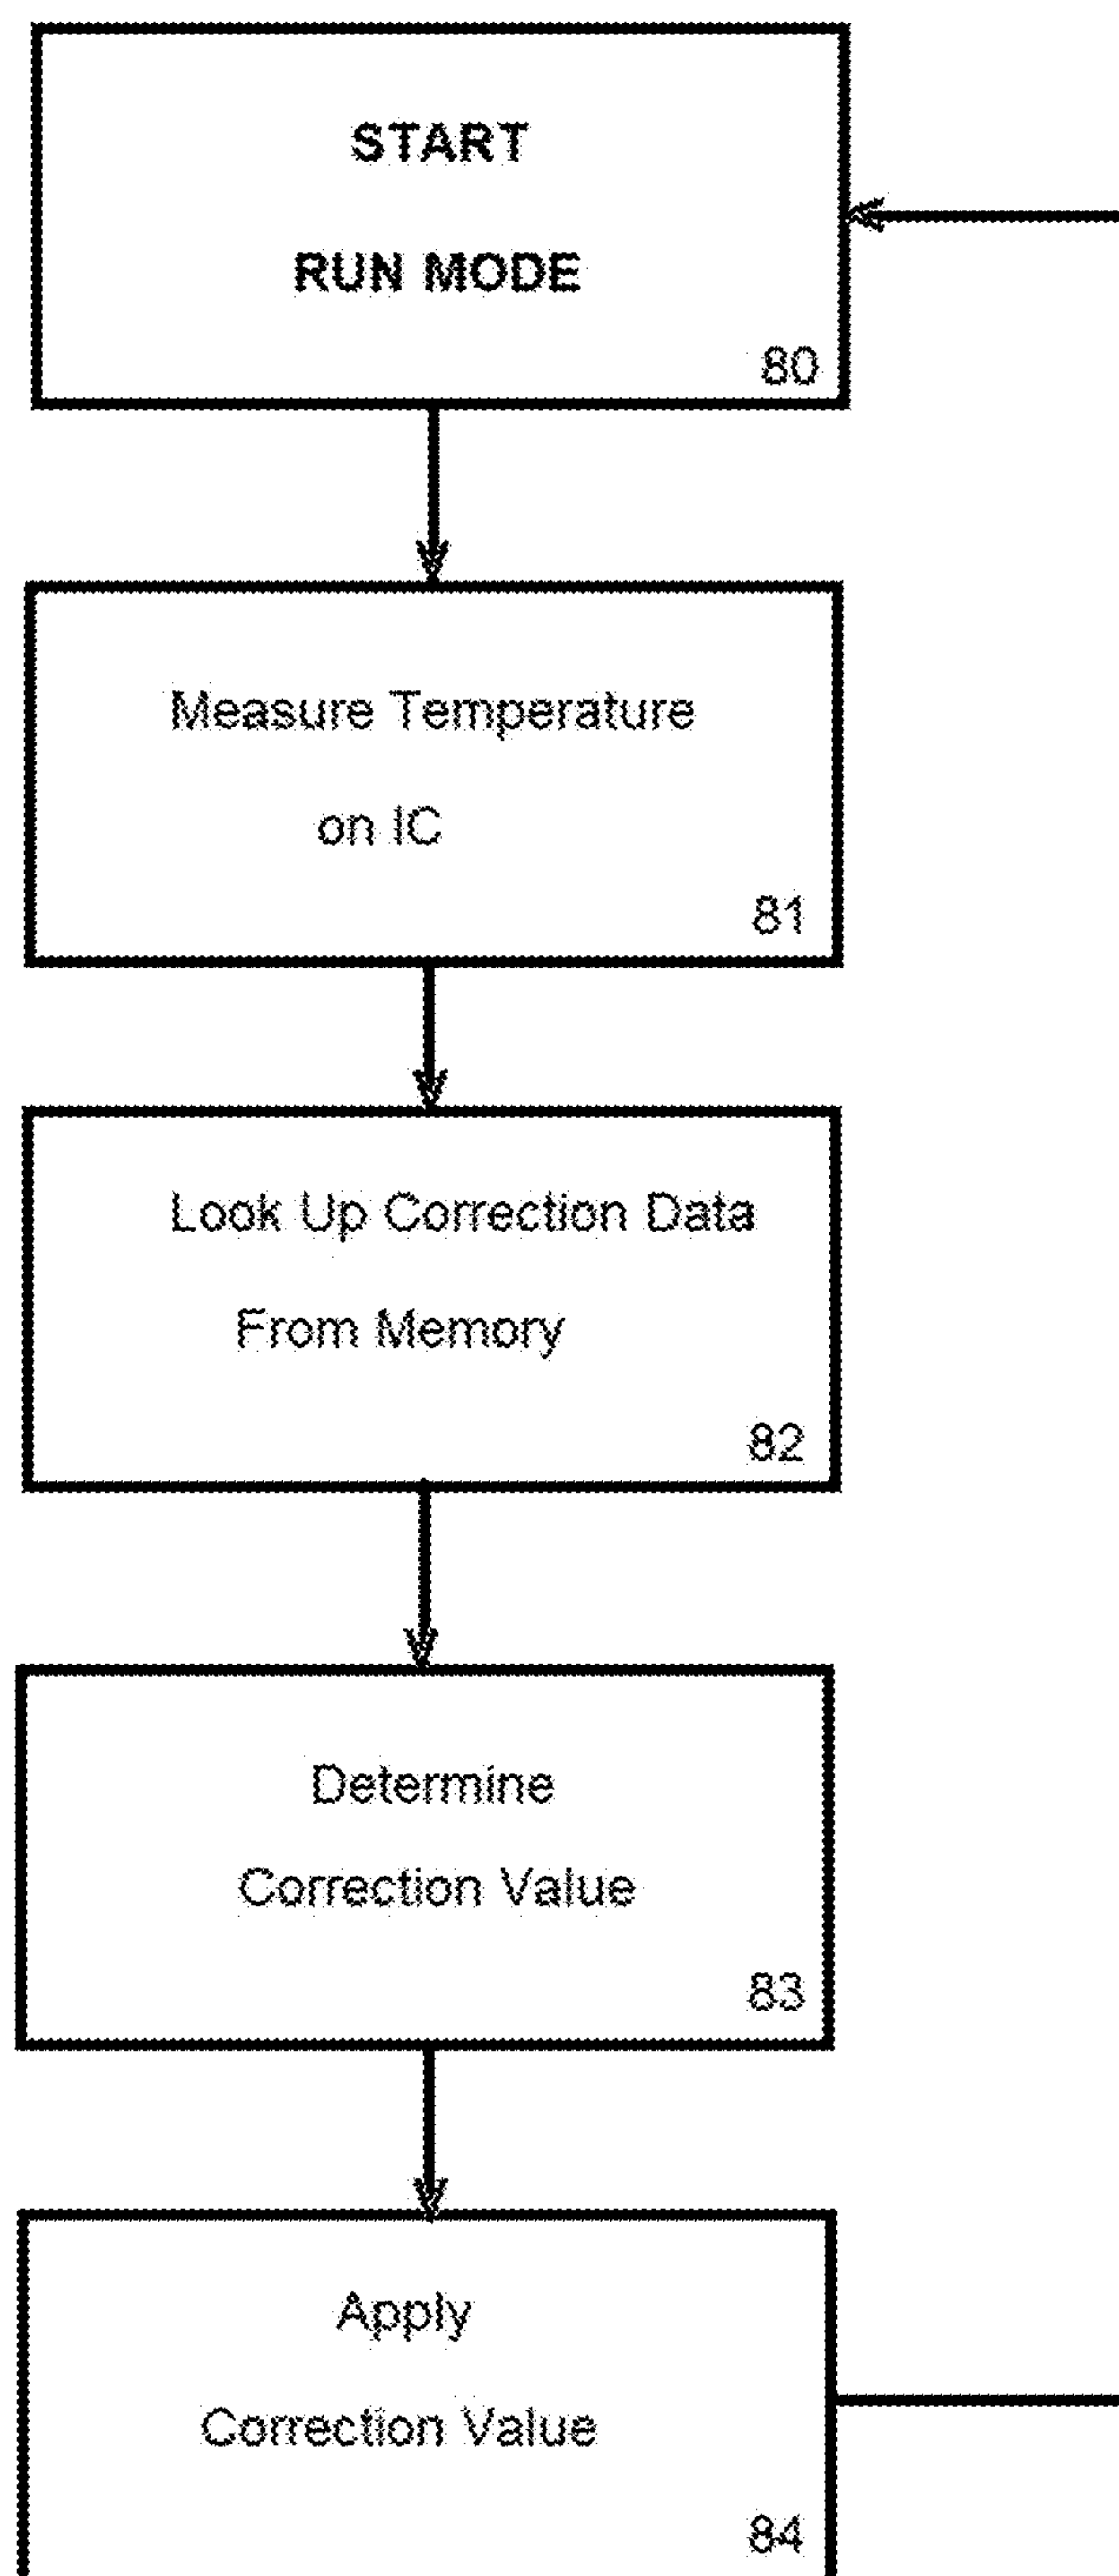 START
RUN MODE
80
Measure Temperature
on IC
81
Look Up Correction Data
From Memory
82
Determine
Correction Value
83
Apply
Correction Value
84